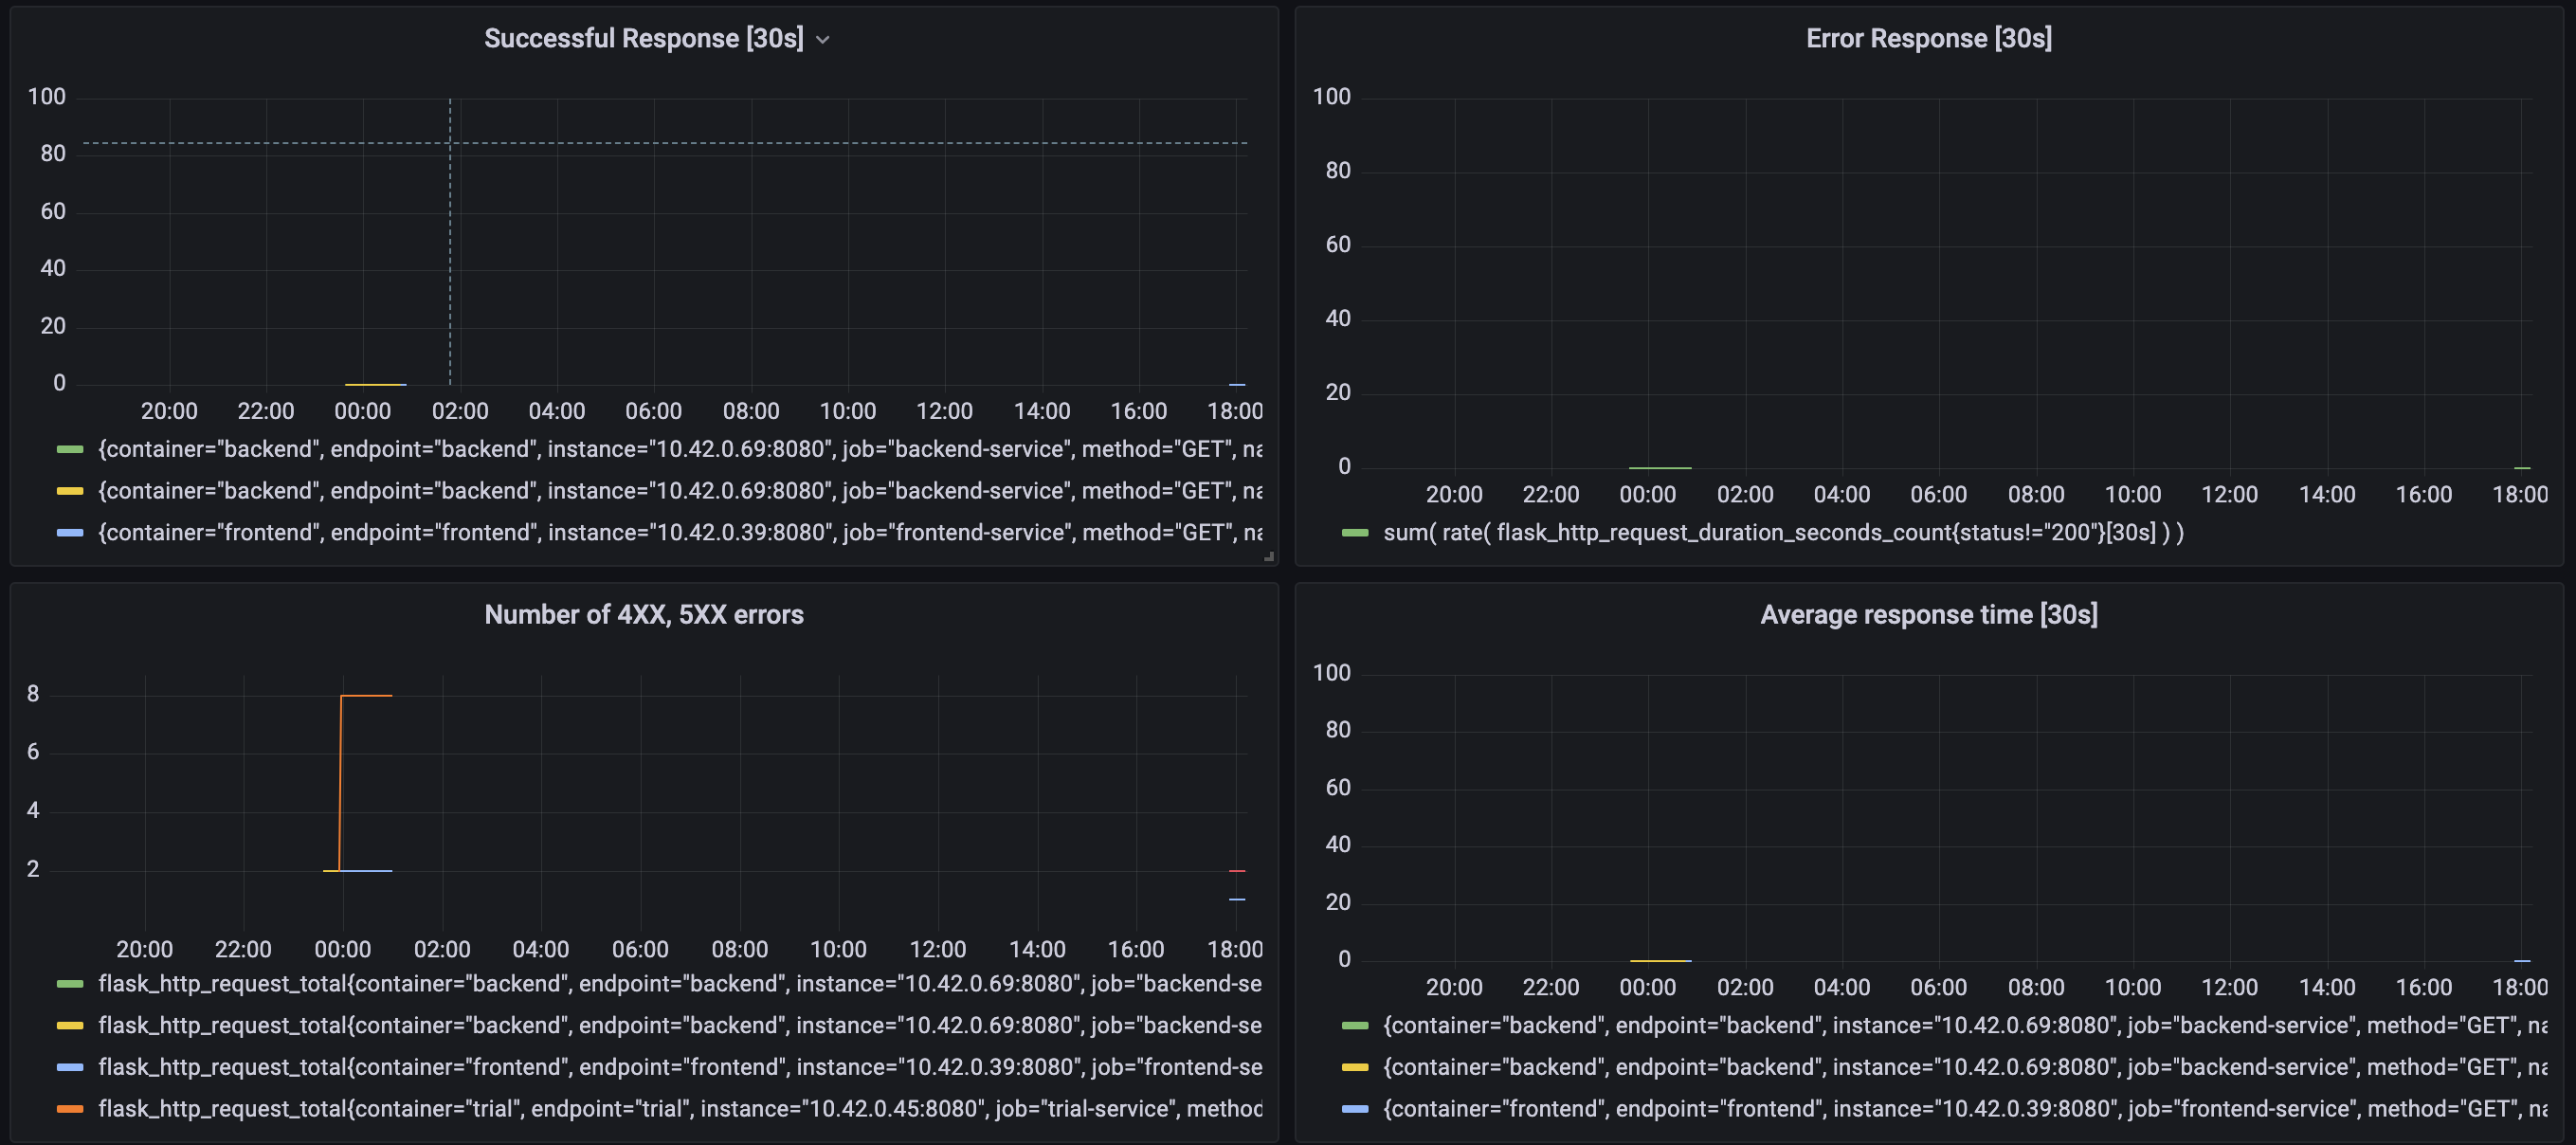 Successful Response [30s]
100
80
60
40
20
0
20:00 22:00 00:00 02:00 04:00 06:00 08:00 10:00 12:00 14:00 16:00 18:00
{container="backend", endpoint="backend", instance="10.42.0.69:8080", job="backend-service", method="GET", na
{container="backend", endpoint="backend", instance="10.42.0.69:8080", job="backend-service", method="GET", na
{container="frontend", endpoint="frontend", instance="10.42.0.39:8080", job="frontend-service", method="GET", na
Error Response [30s]
100
80
60
40
20
0
20:00 22:00 00:00 02:00 04:00 06:00 08:00 10:00 12:00 14:00 16:00 18:00
sum( rate( flask_http_request_duration_seconds_count{status!="200"}[30s] ) )
Number of 4XX, 5XX errors
8
6
4
2
20:00 22:00 00:00 02:00 04:00 06:00 08:00 10:00 12:00 14:00 16:00 18:00
flask_http_request_total{container="backend", endpoint="backend", instance="10.42.0.69:8080", job="backend-se
flask_http_request_total{container="backend", endpoint="backend", instance="10.42.0.69:8080", job="backend-se
flask_http_request_total{container="frontend", endpoint="frontend", instance="10.42.0.39:8080", job="frontend-se
flask_http_request_total{container="trial", endpoint="trial", instance="10.42.0.45:8080", job="trial-service", method
Average response time [30s]
100
80
60
40
20
0
20:00 22:00 00:00 02:00 04:00 06:00 08:00 10:00 12:00 14:00 16:00 18:00
{container="backend", endpoint="backend", instance="10.42.0.69:8080", job="backend-service", method="GET", na
{container="backend", endpoint="backend", instance="10.42.0.69:8080", job="backend-service", method="GET", na
{container="frontend", endpoint="frontend", instance="10.42.0.39:8080", job="frontend-service", method="GET", na